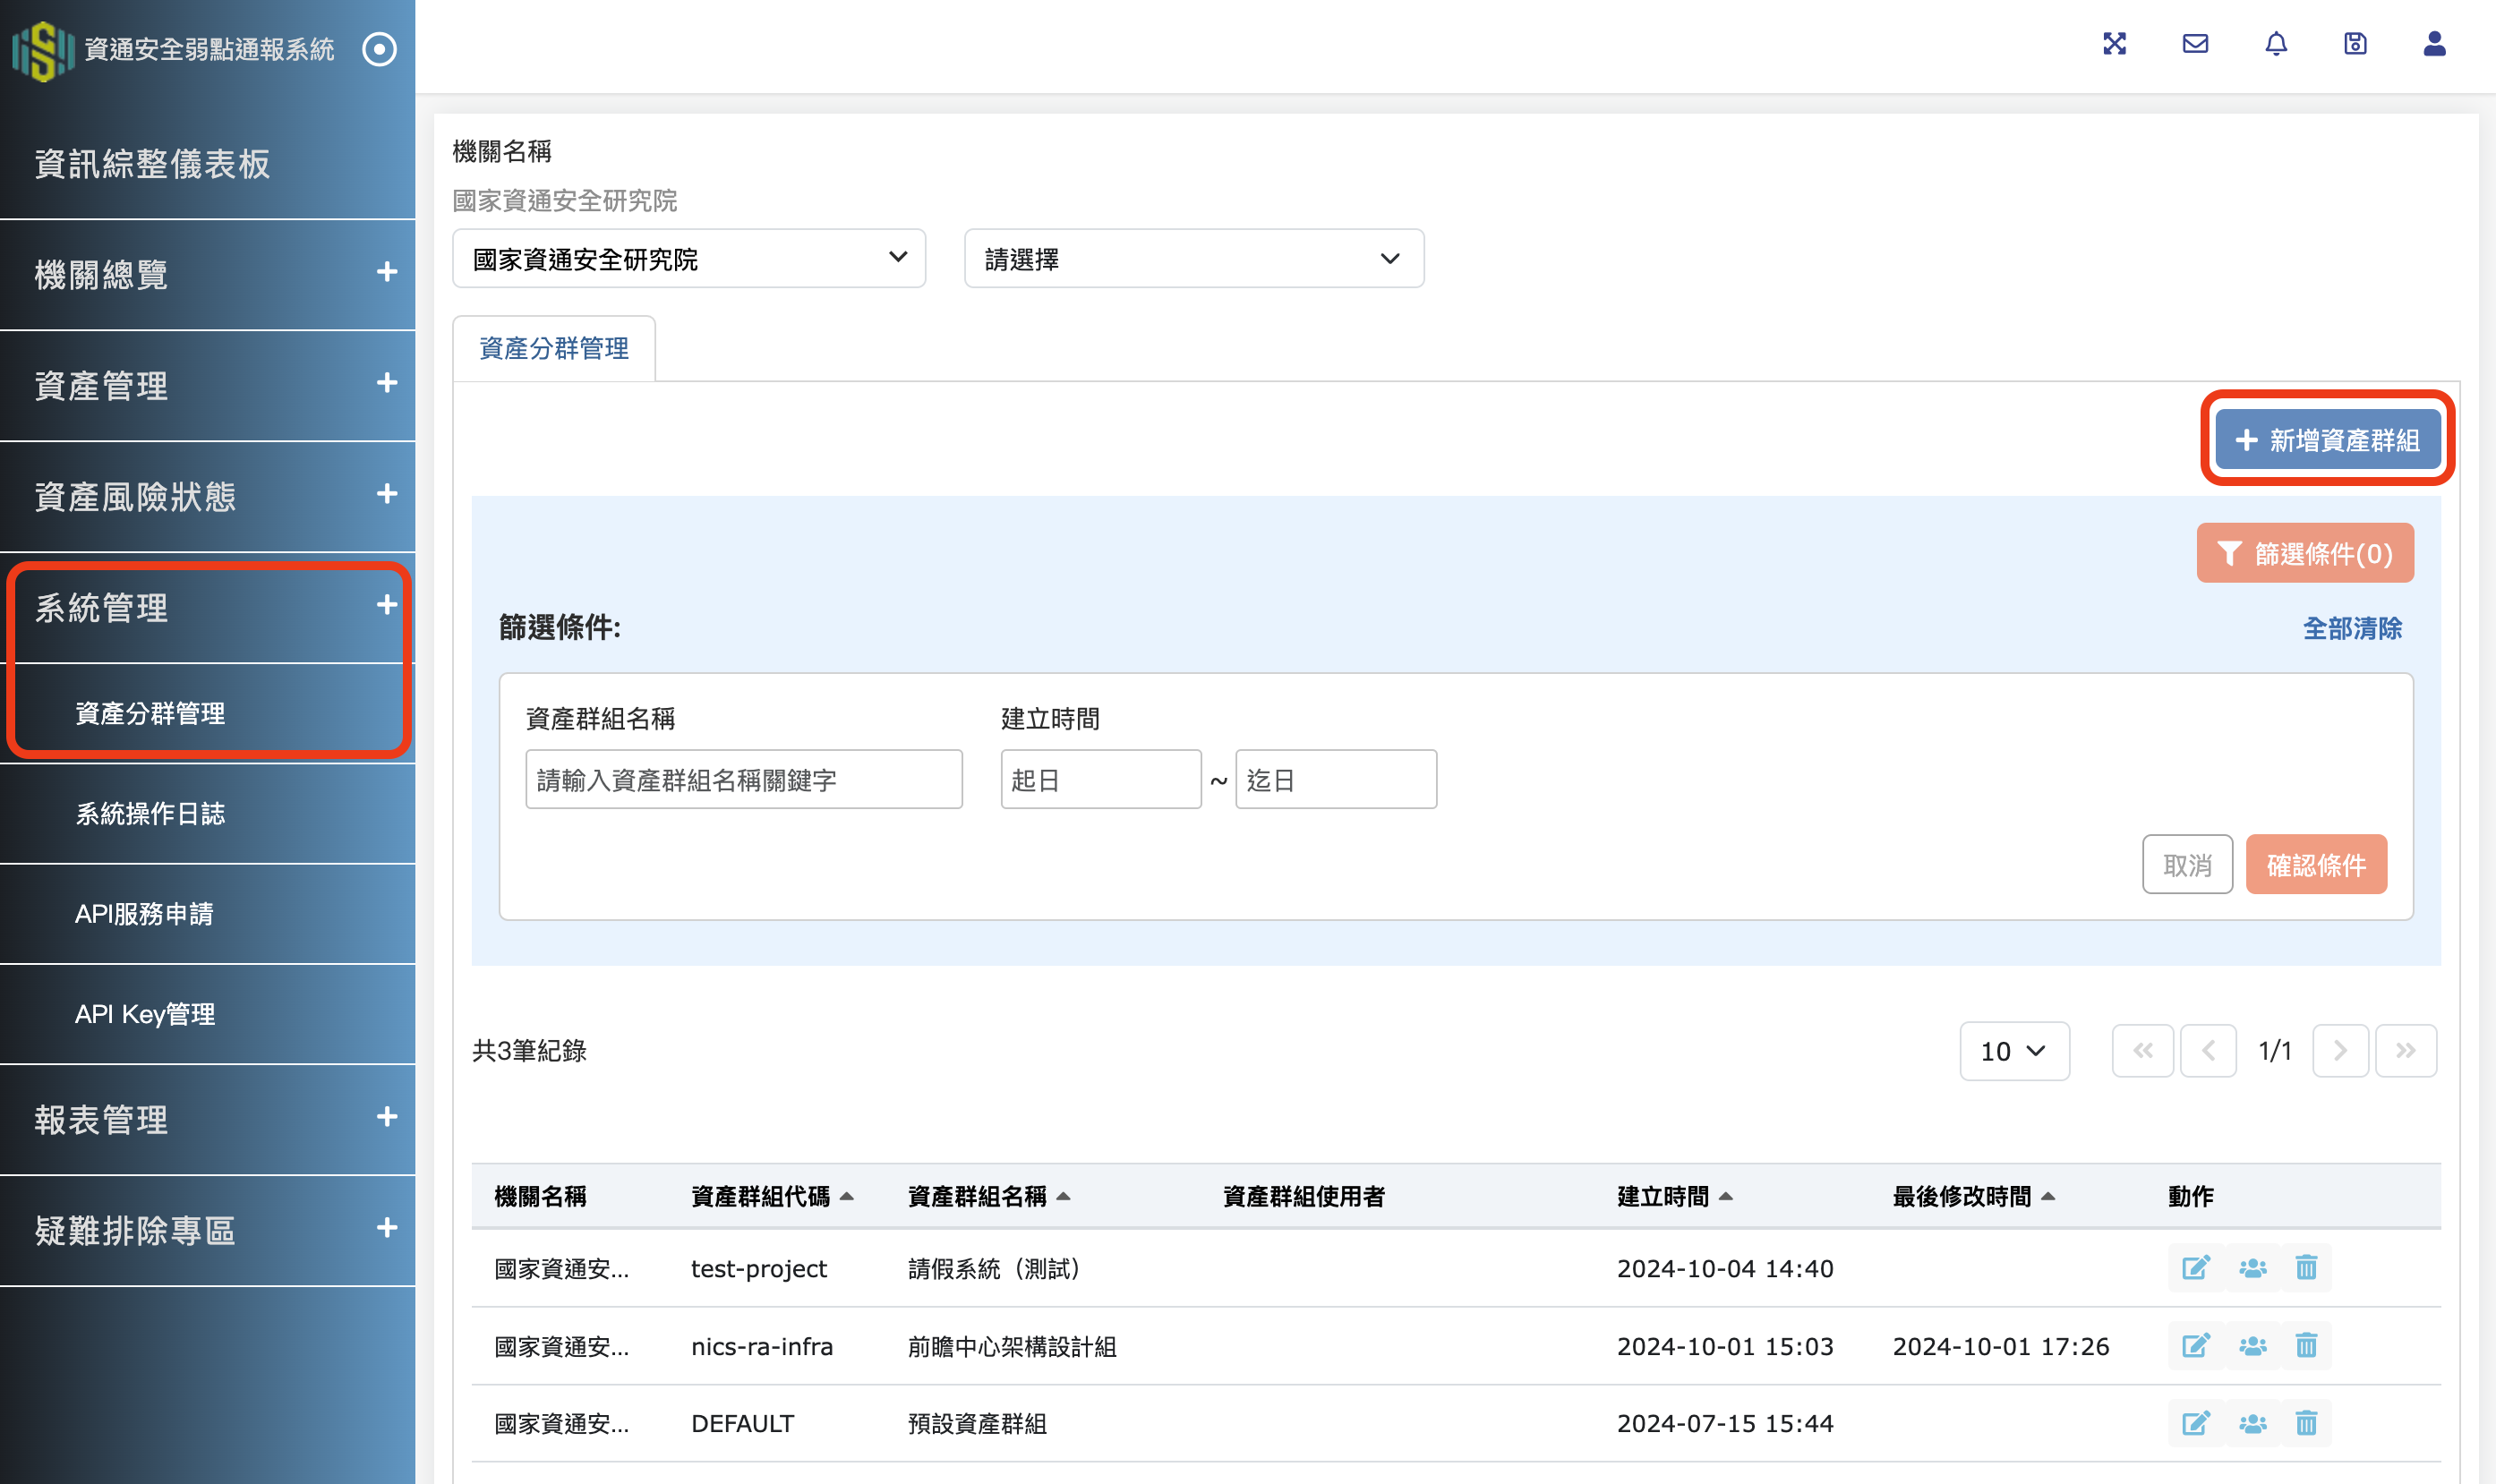 資通安全弱點通報系統
資訊綜整儀表板
機關總覽
資產管理
資產風險狀態
系統管理
資產分群管理
系統操作日誌
API服務申請
API Key管理
報表管理
疑難排除專區
機關名稱
國家資通安全研究院
國家資通安全研究院 請選擇
資產分群管理
新增資產群組
篩選條件(0)
篩選條件: 全部清除
資產群組名稱 建立時間
請輸入資產群組名稱關鍵字 起日 ~ 迄日
取消 確認條件
共3筆紀錄 10 1/1
機關名稱 資產群組代碼 資產群組名稱 資產群組使用者 建立時間 最後修改時間 動作
國家資通安... test-project 請假系統（測試） 2024-10-04 14:40
國家資通安... nics-ra-infra 前瞻中心架構設計組 2024-10-01 15:03 2024-10-01 17:26
國家資通安... DEFAULT 預設資產群組 2024-07-15 15:44